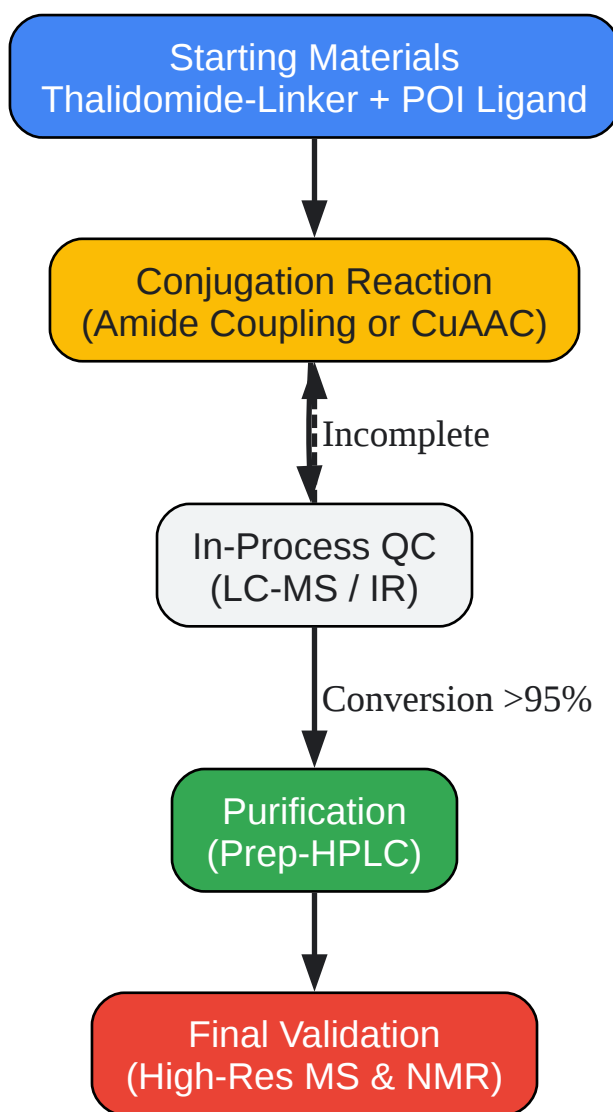 Starting Materials
Thalidomide-Linker + POI Ligand
Conjugation Reaction
(Amide Coupling or CuAAC)
Incomplete
In-Process QC
(LC-MS / IR)
Conversion >95%
Purification
(Prep-HPLC)
Final Validation
(High-Res MS & NMR)